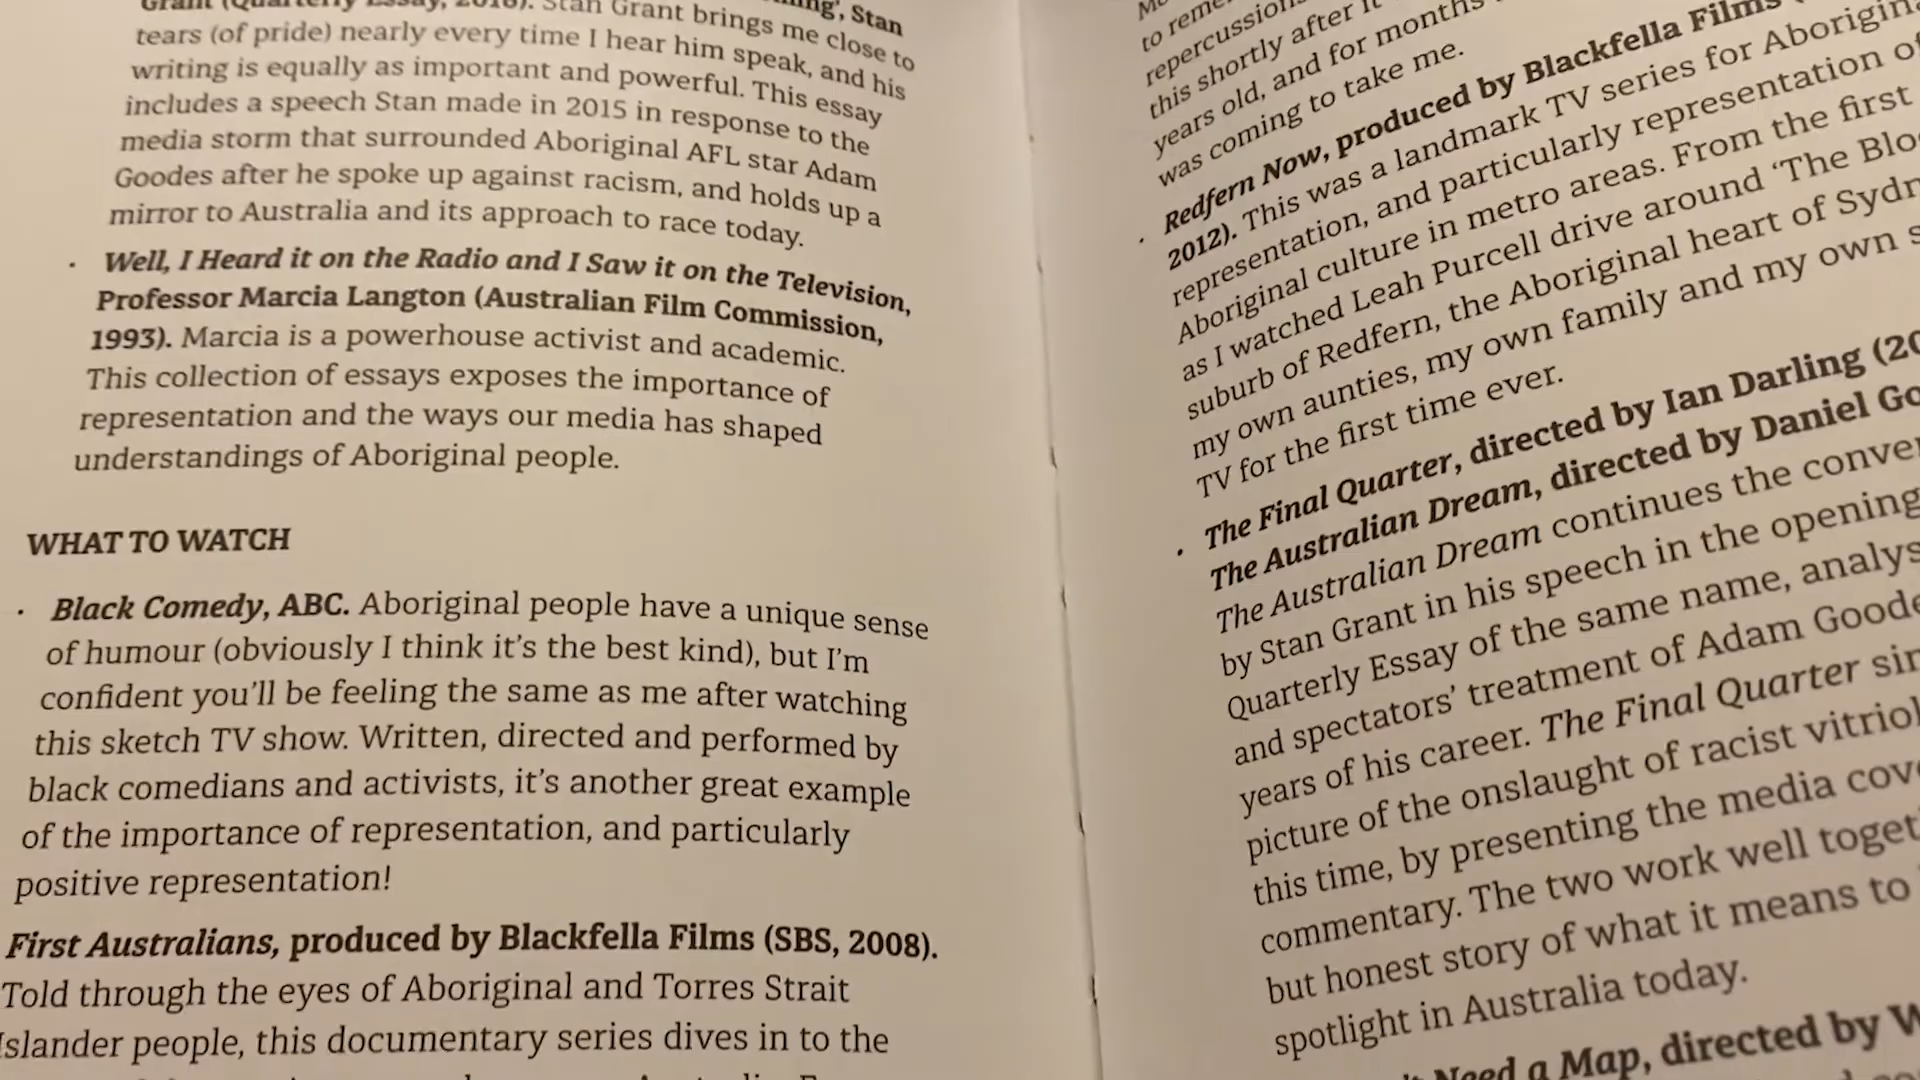 Grant (Quarterly Essay, 2016). Stan Grant brings me close to
tears (of pride) nearly every time I hear him speak, and his
writing is equally as important and powerful. This essay
includes a speech Stan made in 2015 in response to the
media storm that surrounded Aboriginal AFL star Adam
Goodes after he spoke up against racism, and holds up a
mirror to Australia and its approach to race today.
· Well, I Heard it on the Radio and I Saw it on the Television,
Professor Marcia Langton (Australian Film Commission,
1993). Marcia is a powerhouse activist and academic.
This collection of essays exposes the importance of
representation and the ways our media has shaped
understandings of Aboriginal people.
WHAT TO WATCH
· Black Comedy, ABC. Aboriginal people have a unique sense
of humour (obviously I think it's the best kind), but I'm
confident you'll be feeling the same as me after watching
this sketch TV show. Written, directed and performed by
black comedians and activists, it's another great example
of the importance of representation, and particularly
positive representation!
First Australians, produced by Blackfella Films (SBS, 2008).
Told through the eyes of Aboriginal and Torres Strait
Islander people, this documentary series dives in to the
to
repercussions
this shortly after it
years old, and for months
was coming to take me.
· Redfern Now, produced by Blackfella Films
2012). This was a landmark TV series for
representation, and particularly representation of
Aboriginal culture in metro areas. From the first
as I watched Leah Purcell drive around 'The
suburb of Redfern, the Aboriginal heart of
my own aunties, my own family and my own
TV for the first time ever.
· The Final Quarter, directed by Ian Darling
The Australian Dream, directed by Daniel
The Australian Dream continues the
by Stan Grant in his speech in the opening
Quarterly Essay of the same name,
and spectators' treatment of Adam
years of his career. The Final Quarter
picture of the onslaught of racist vitriol
this time, by presenting the media
commentary. The two work well
but honest story of what it means to
spotlight in Australia today.
Need a Map, directed by